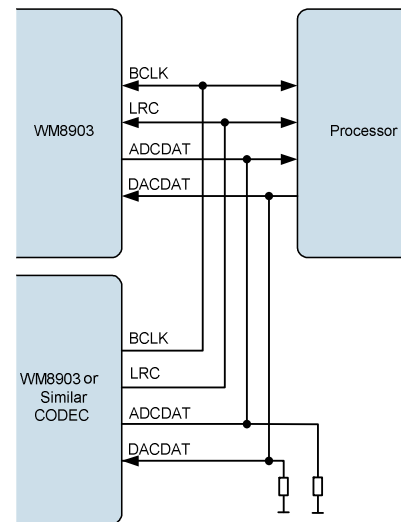 BCLK
LRC
WM8903
Processor
ADCDAT
DACDAT
BCLK
WM8903 or
Similar
CODEC
LRC
ADCDAT
DACDAT